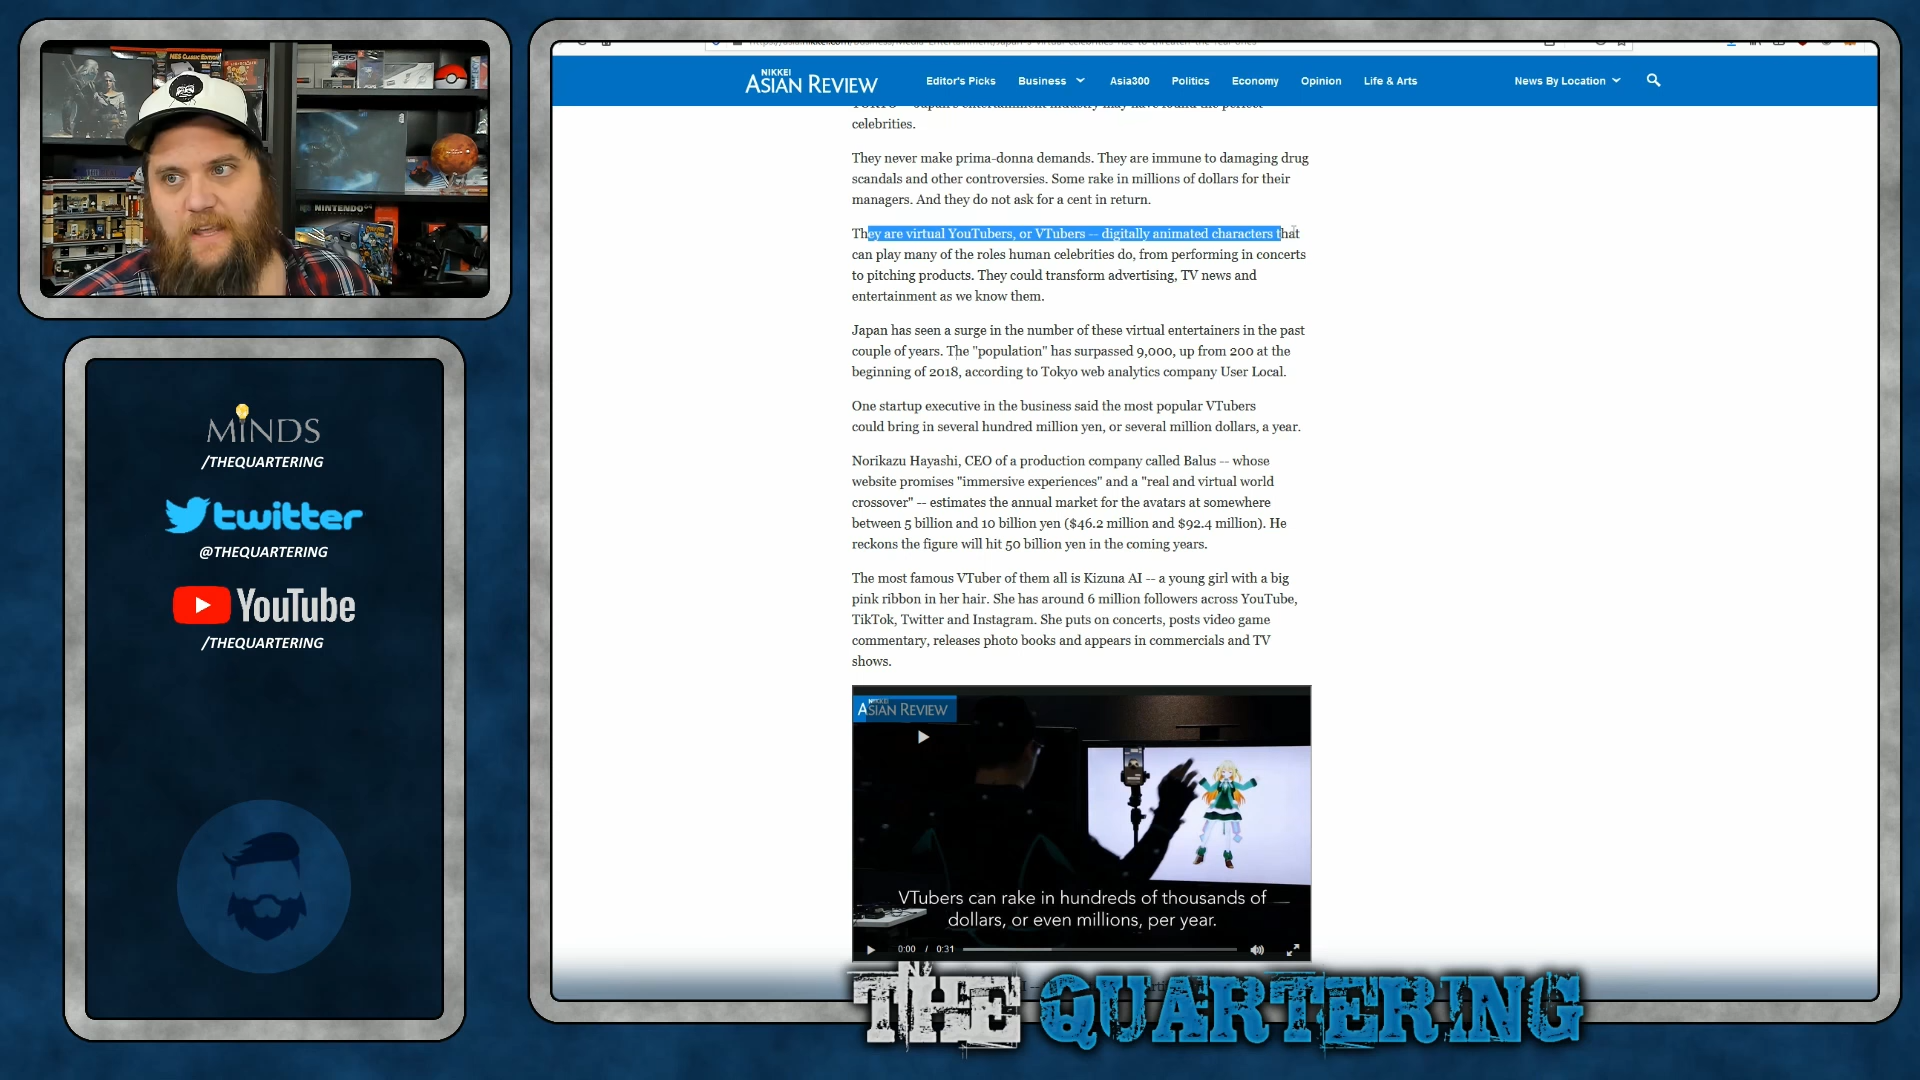 NES CLASSIC EDITION
NINTENDO
MINDS
/THEQUARTERING
twitter
@THEQUARTERING
YouTube
/THEQUARTERING
NIKKEI
ASIAN REVIEW
Editor's Picks
Business
Asia300
Politics
Economy
Opinion
Life & Arts
News By Location
celebrities.
They never make prima-donna demands. They are immune to damaging drug
scandals and other controversies. Some rake in millions of dollars for their
managers. And they do not ask for a cent in return.
They are virtual YouTubers, or VTubers -- digitally animated characters that
can play many of the roles human celebrities do, from performing in concerts
to pitching products. They could transform advertising, TV news and
entertainment as we know them.
Japan has seen a surge in the number of these virtual entertainers in the past
couple of years. The "population" has surpassed 9,000, up from 200 at the
beginning of 2018, according to Tokyo web analytics company User Local.
One startup executive in the business said the most popular VTubers
could bring in several hundred million yen, or several million dollars, a year.
Norikazu Hayashi, CEO of a production company called Balus -- whose
website promises "immersive experiences" and a "real and virtual world
crossover" -- estimates the annual market for the avatars at somewhere
between 5 billion and 10 billion yen ($46.2 million and $92.4 million). He
reckons the figure will hit 50 billion yen in the coming years.
The most famous VTuber of them all is Kizuna AI -- a young girl with a big
pink ribbon in her hair. She has around 6 million followers across YouTube,
TikTok, Twitter and Instagram. She puts on concerts, posts video game
commentary, releases photo books and appears in commercials and TV
shows.
NIKKEI
ASIAN REVIEW
VTubers can rake in hundreds of thousands of
dollars, or even millions, per year.
0:00 / 0:31
THE QUARTERING